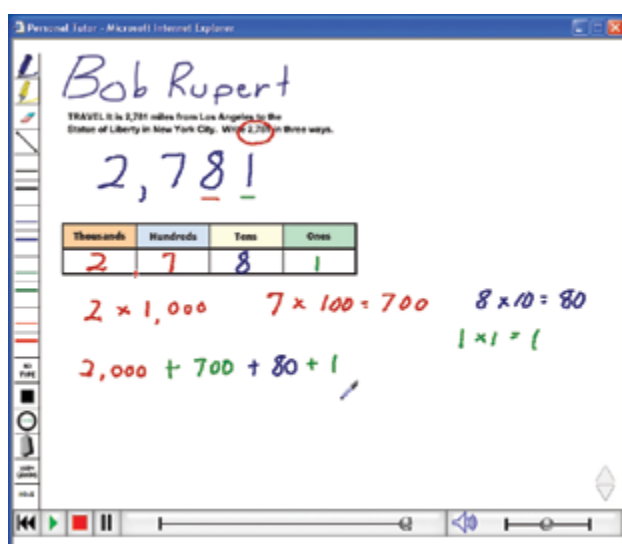 Personal Tutor - Microsoft Internet Explorer
Bob Rupert
TRAVEL It is 2,781 miles from Los Angeles to the
Statue of Liberty in New York City. Write 2,781 in three ways.
2,781
Thousands Hundreds Tens Ones
2, 7 8 1
2 × 1,000 7 × 100 = 700 8 × 10 = 80
1 × 1 = 1
2,000 + 700 + 80 + 1